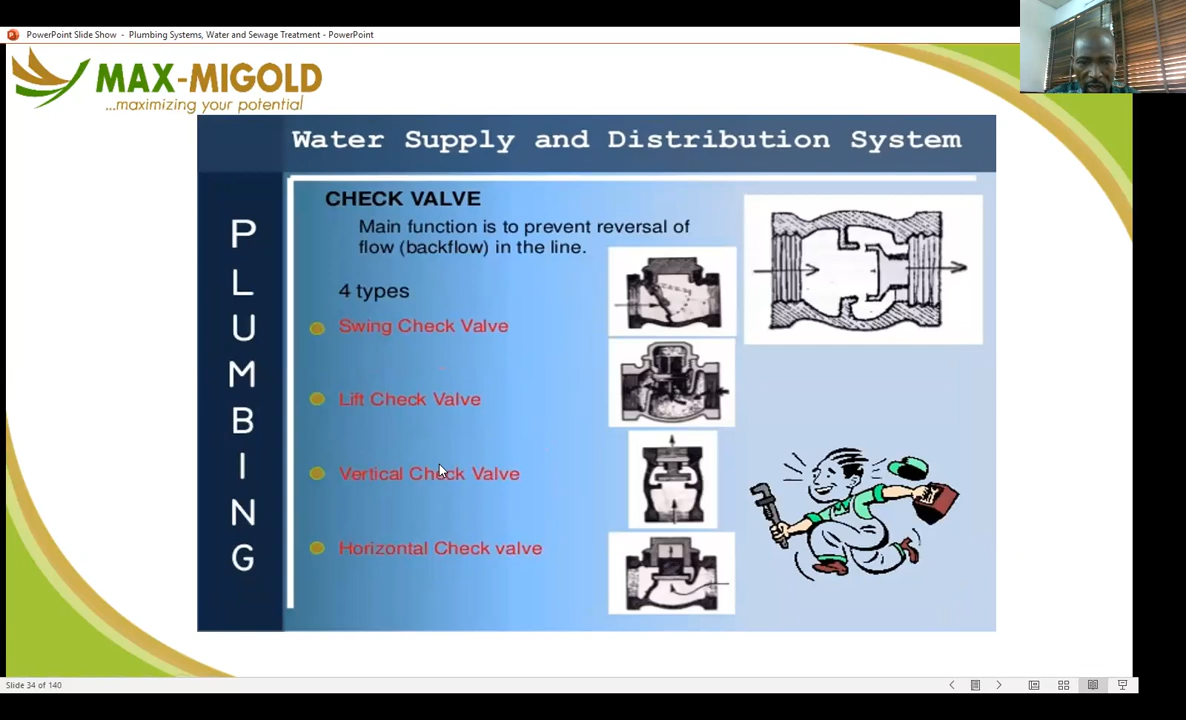 PowerPoint Slide Show - Plumbing Systems, Water and Sewage Treatment - PowerPoint
MAX-MIGOLD
...maximizing your potential
Water Supply and Distribution System
PLUMBING
CHECK VALVE
Main function is to prevent reversal of
flow (backflow) in the line.
4 types
Swing Check Valve
Lift Check Valve
Vertical Check Valve
Horizontal Check valve
Slide 34 of 140